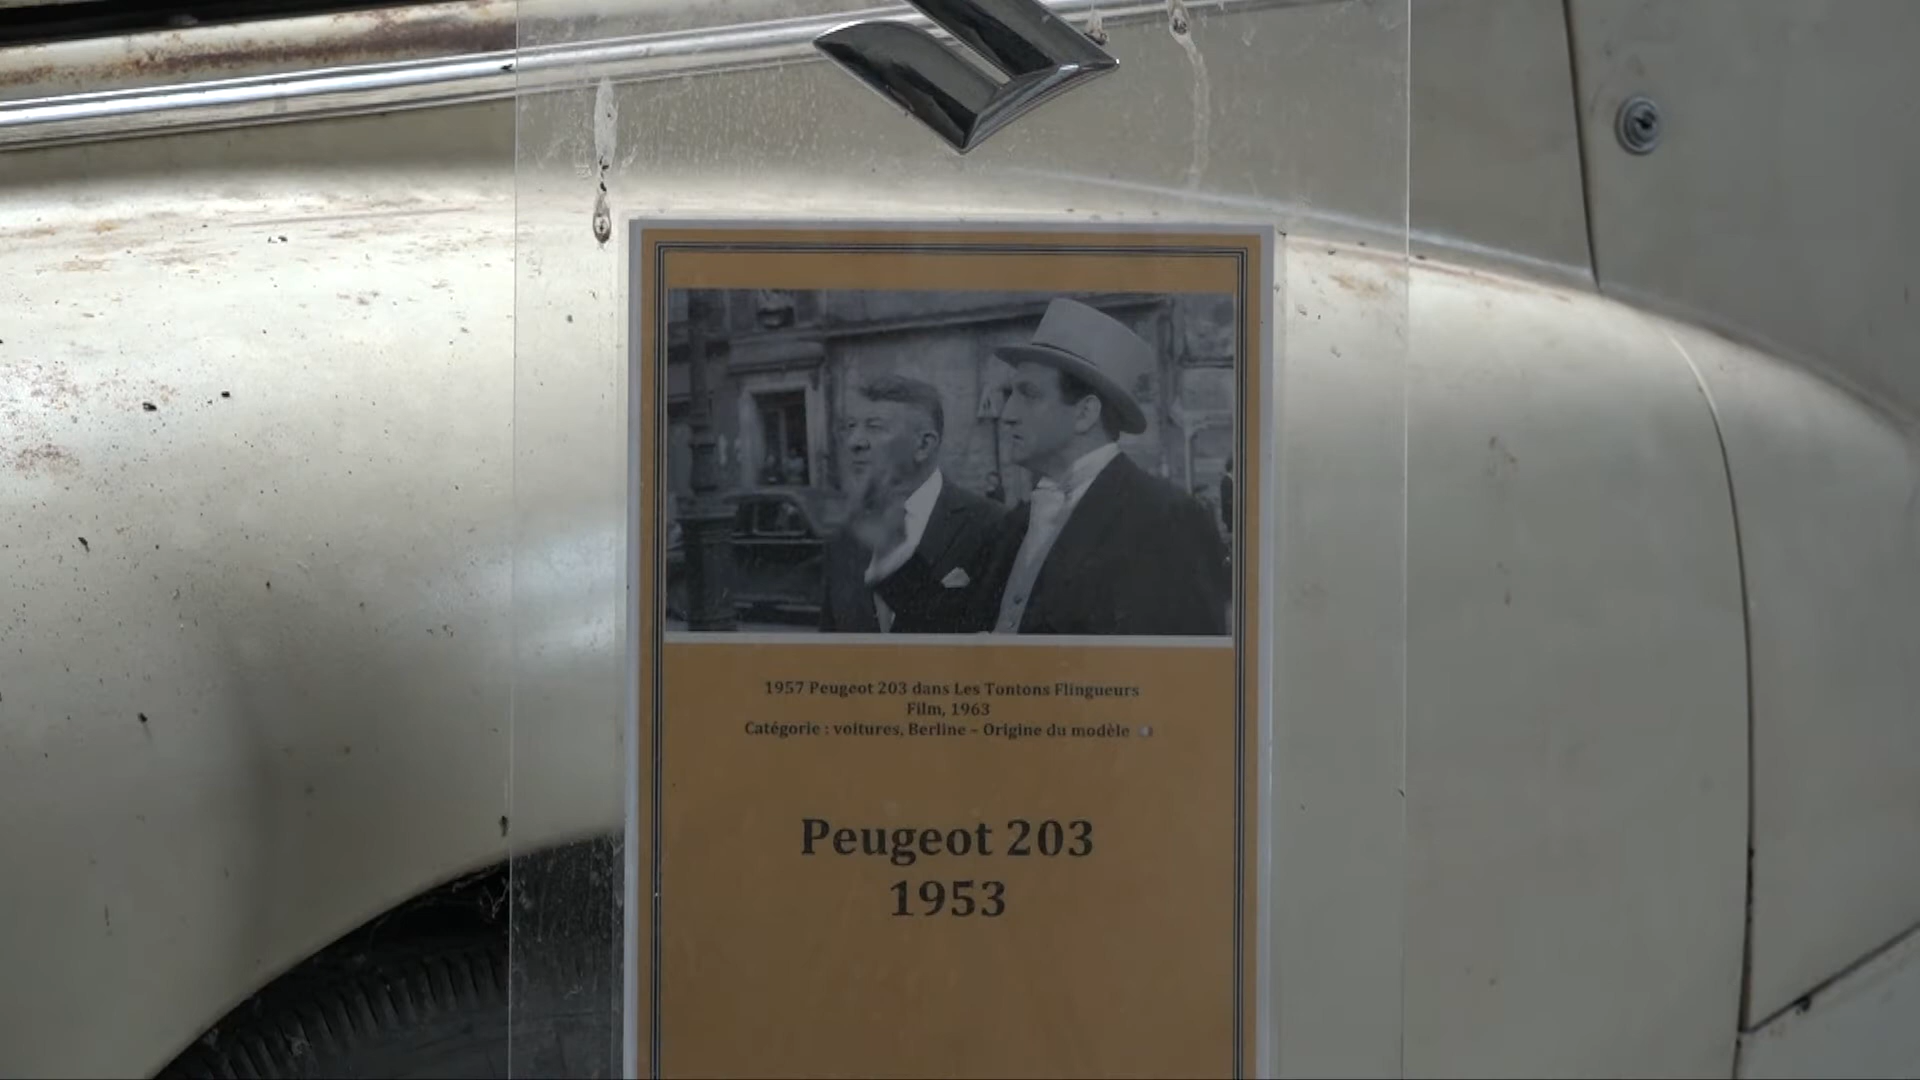 1957 Peugeot 203 dans Les Tontons Flingueurs
Film, 1963
Catégorie : voitures, Berline – Origine du modèle
Peugeot 203
1953